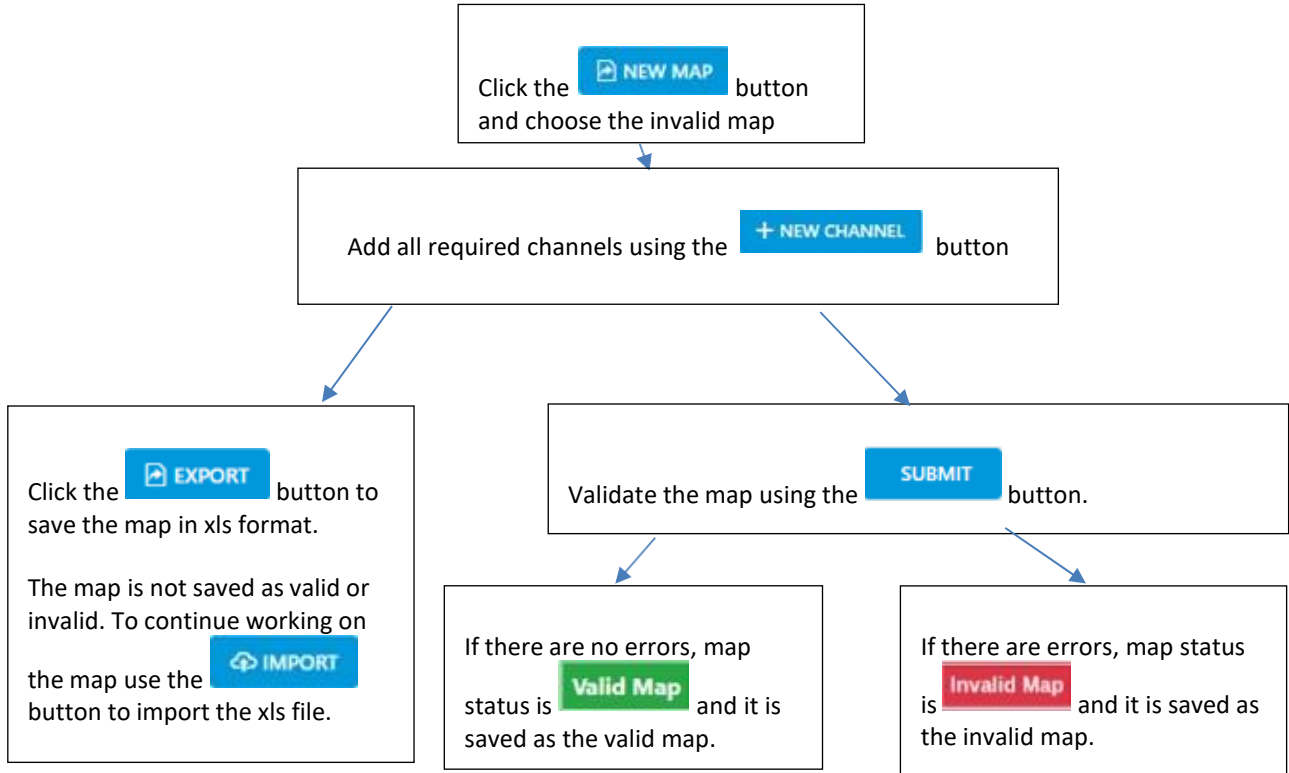 Click the NEW MAP button
and choose the invalid map
Add all required channels using the + NEW CHANNEL button
Click the EXPORT button to
save the map in xls format.
The map is not saved as valid or
invalid. To continue working on
the map use the IMPORT
button to import the xls file.
Validate the map using the SUBMIT button.
If there are no errors, map
status is Valid Map and it is
saved as the valid map.
If there are errors, map status
is Invalid Map and it is saved as
the invalid map.